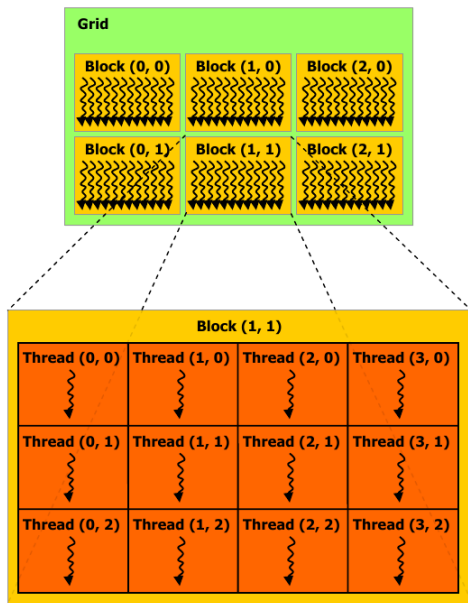 Grid
Block (0, 0) Block (1, 0) Block (2, 0)
Block (0, 1) Block (1, 1) Block (2, 1)
Block (1, 1)
Thread (0, 0) Thread (1, 0) Thread (2, 0) Thread (3, 0)
Thread (0, 1) Thread (1, 1) Thread (2, 1) Thread (3, 1)
Thread (0, 2) Thread (1, 2) Thread (2, 2) Thread (3, 2)